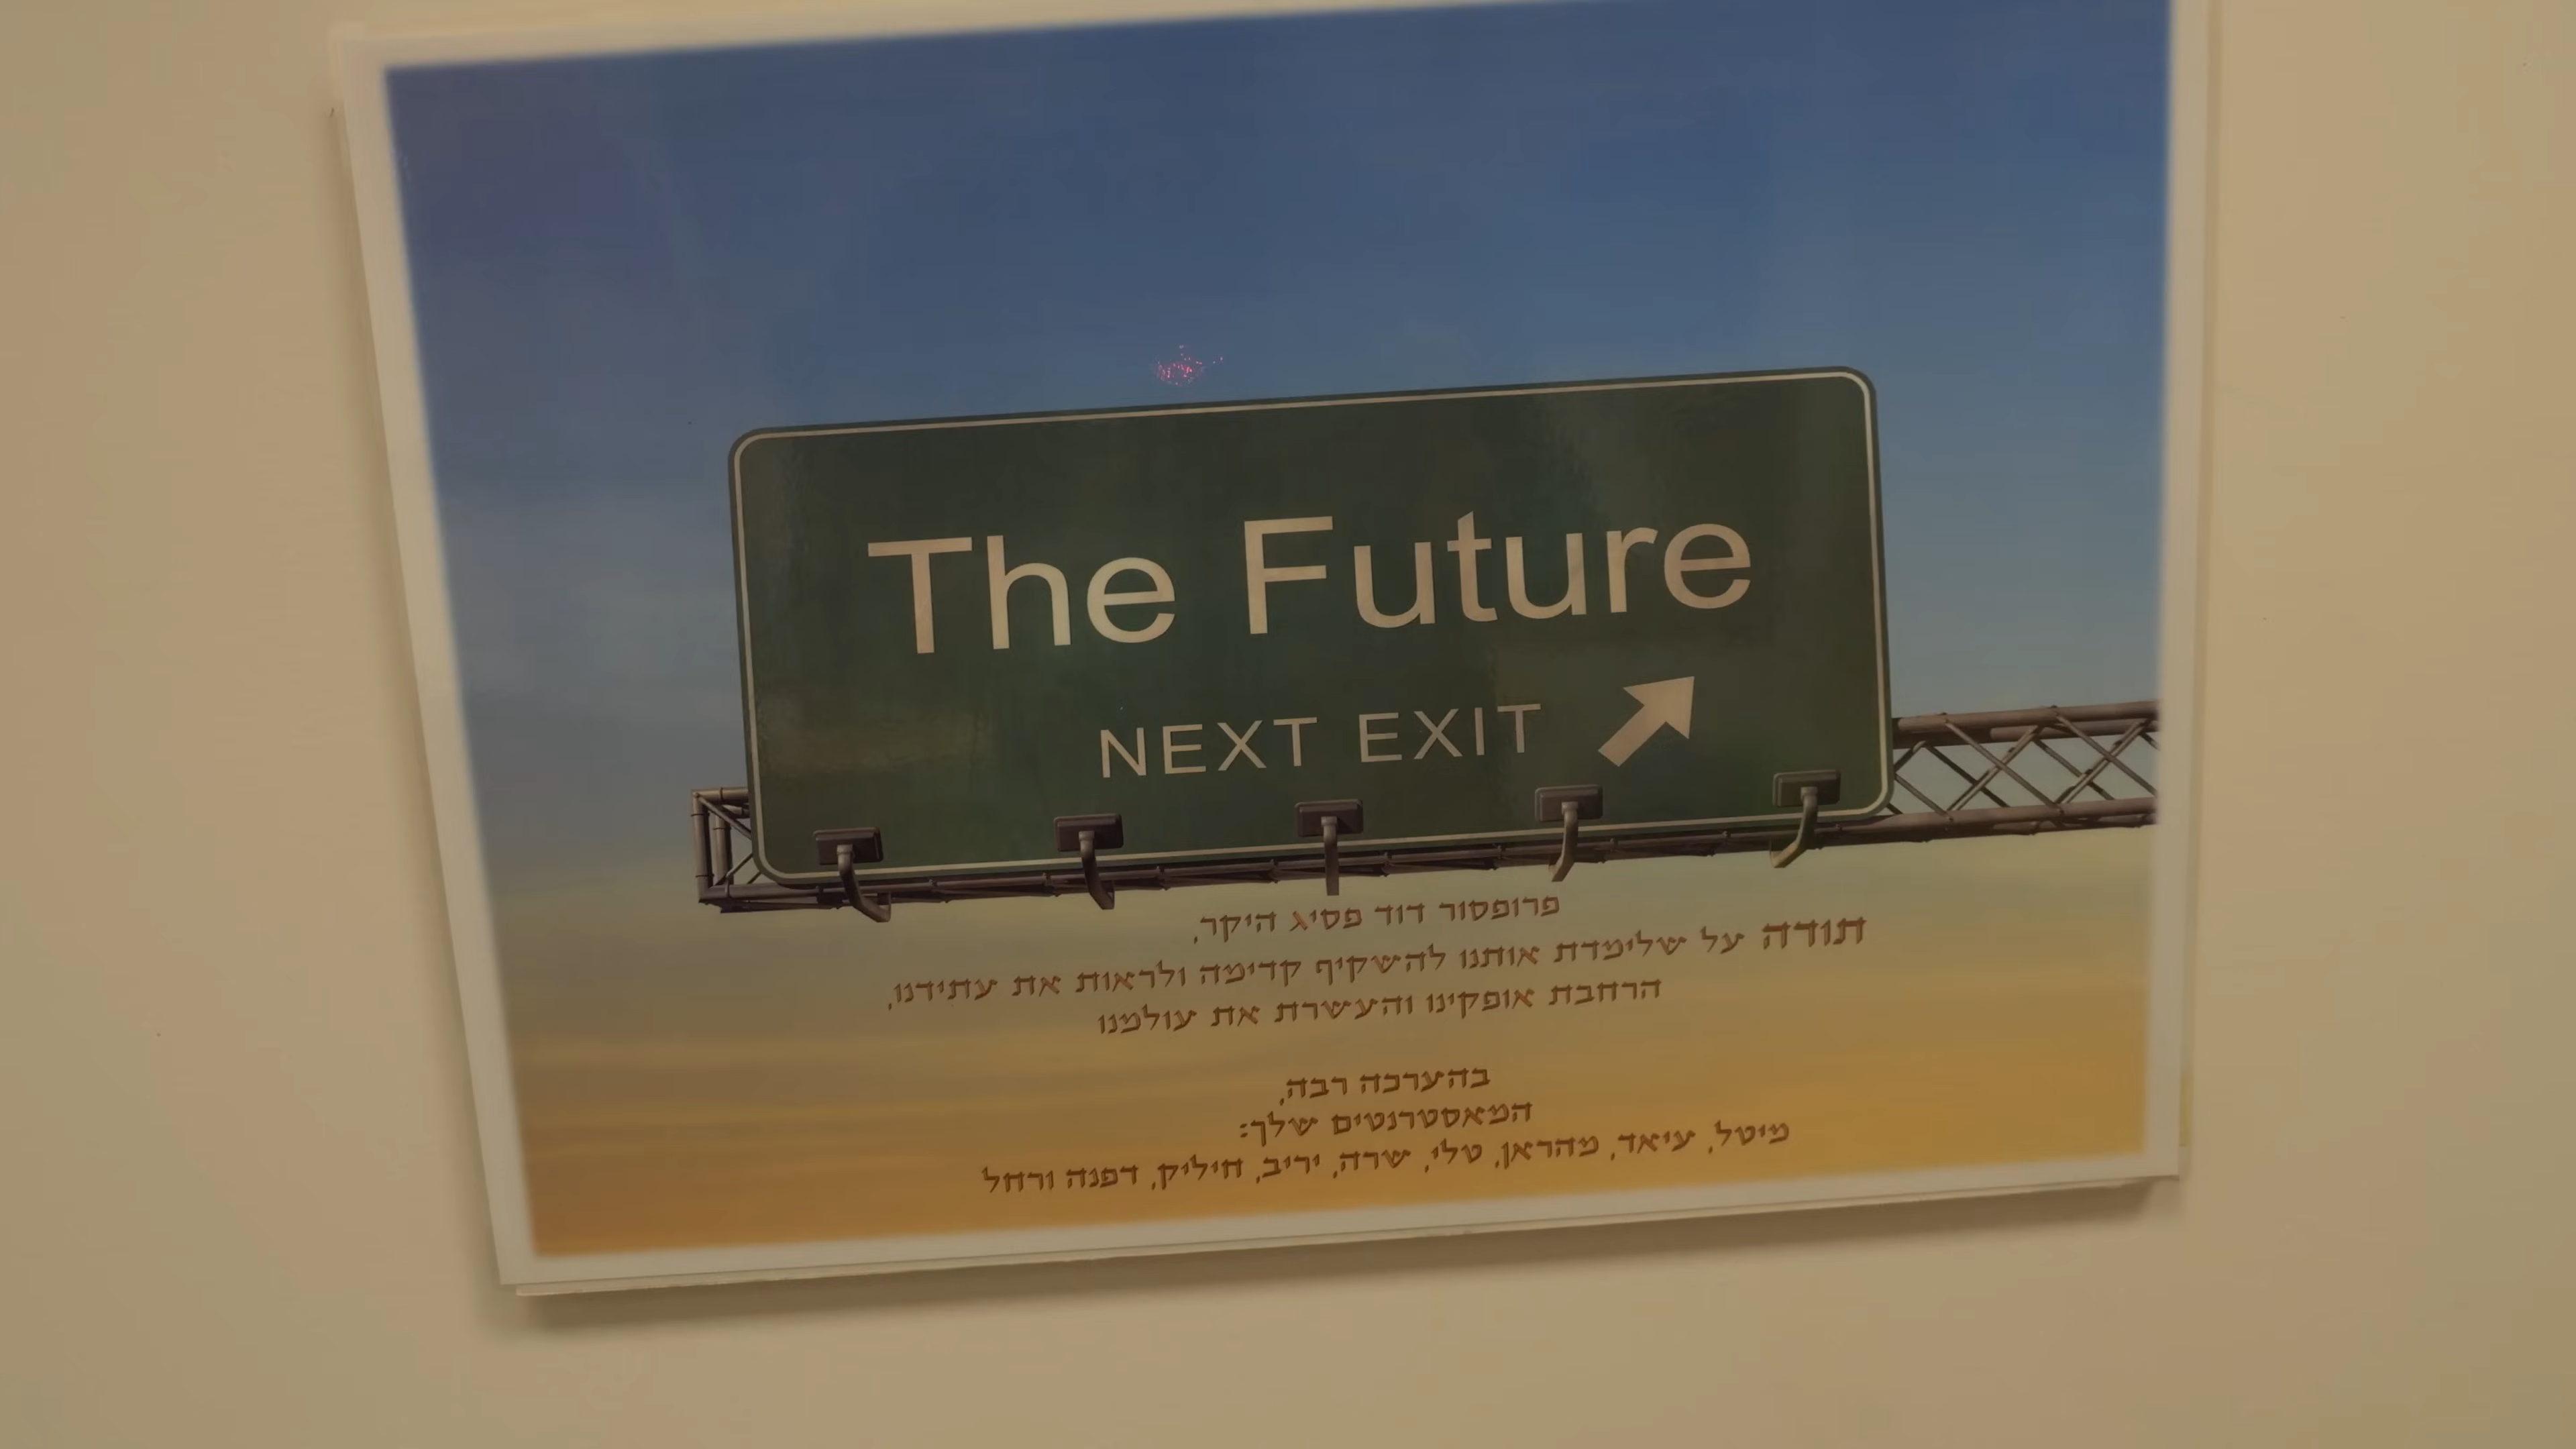 The Future
NEXT EXIT
פרופסור דוד פסיג היקר,
תודה על שלימדת אותנו להשקיף קדימה ולראות את עתידנו,
הרחבת אופקינו והעשרת את עולמנו
בהערכה רבה,
המאסטרנטים שלך:
מיטל, עיאד, מהראן, טלי, שרה, יריב, חיליק, דפנה ורחל